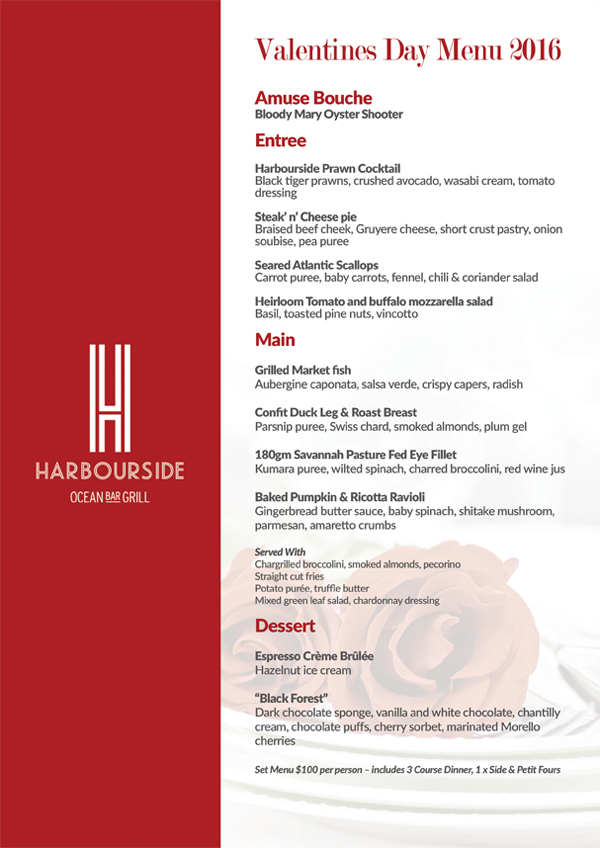 Valentines Day Menu 2016
Amuse Bouche
Bloody Mary Oyster Shooter
Entree
Harbourside Prawn Cocktail
Black tiger prawns, crushed avocado, wasabi cream, tomato
dressing
Steak' n' Cheese pie
Braised beef cheek, Gruyere cheese, short crust pastry, onion
soubise, pea puree
Seared Atlantic Scallops
Carrot puree, baby carrots, fennel, chili & coriander salad
Heirloom Tomato and buffalo mozzarella salad
Basil, toasted pine nuts, vincotto
Main
Grilled Market fish
Aubergine caponata, salsa verde, crispy capers, radish
Confit Duck Leg & Roast Breast
Parsnip puree, Swiss chard, smoked almonds, plum gel
180gm Savannah Pasture Fed Eye Fillet
Kumara puree, wilted spinach, charred broccolini, red wine jus
Baked Pumpkin & Ricotta Ravioli
Gingerbread butter sauce, baby spinach, shitake mushroom,
parmesan, amaretto crumbs
Served With
Chargrilled broccolini, smoked almonds, pecorino
Straight cut fries
Potato purée, truffle butter
Mixed green leaf salad, chardonnay dressing
Dessert
Espresso Crème Brûlée
Hazelnut ice cream
“Black Forest”
Dark chocolate sponge, vanilla and white chocolate, chantilly
cream, chocolate puffs, cherry sorbet, marinated Morello
cherries
Set Menu $100 per person – includes 3 Course Dinner, 1 x Side & Petit Fours
H
HARBOURSIDE
OCEAN BAR GRILL